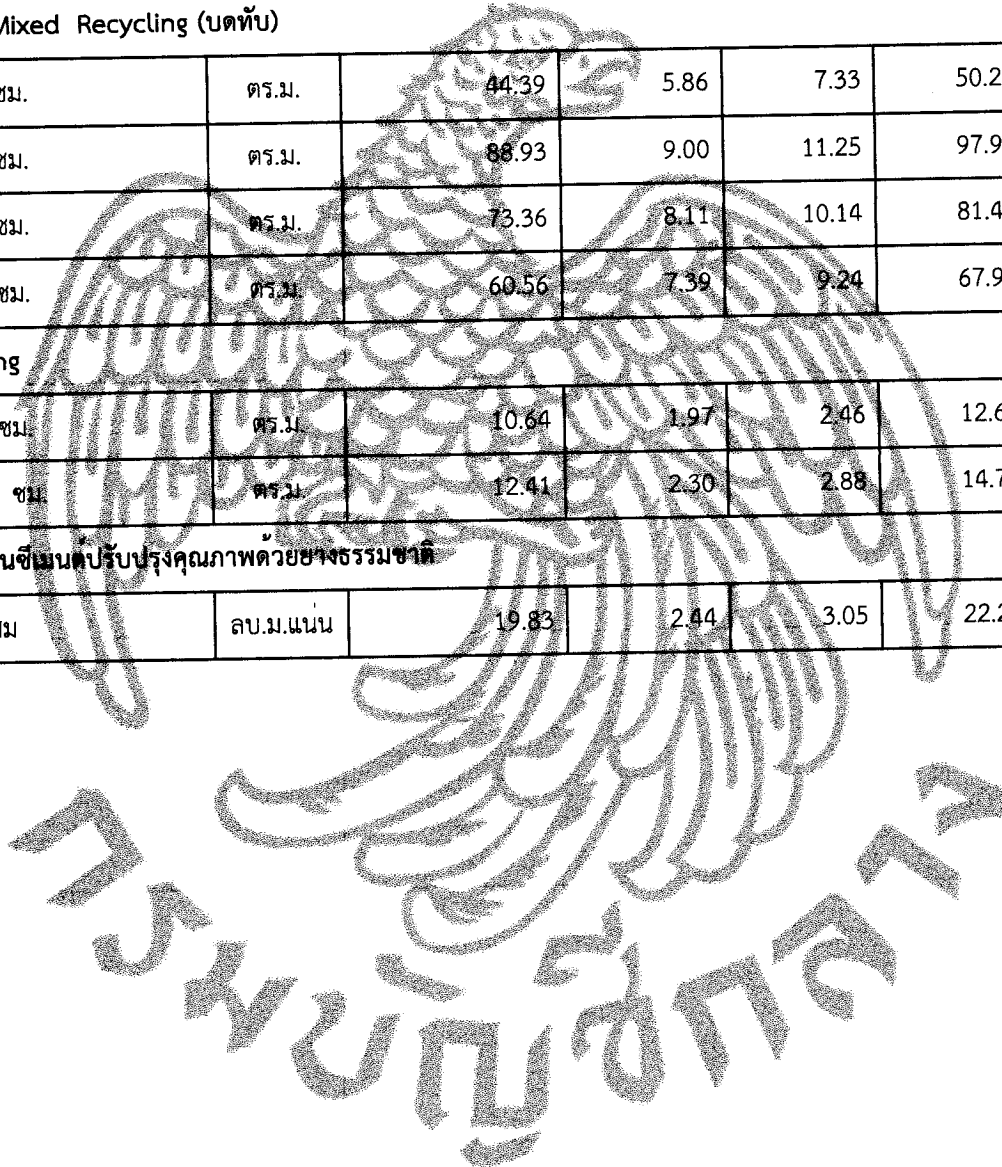 Mixed Recycling (บดทับ)
ซม. ตร.ม. 44.39 5.86 7.33 50.2
ซม. ตร.ม. 88.93 9.00 11.25 97.9
ซม. ตร.ม. 73.36 8.11 10.14 81.4
ซม. ตร.ม. 60.56 7.39 9.24 67.9
ng
ซม. ตร.ม. 10.64 1.97 2.46 12.6
ซม. ตร.ม. 12.41 2.30 2.88 14.7
นซีเมนต์ปรับปรุงคุณภาพด้วยยางธรรมชาติ
ม ลบ.ม.แน่น 19.83 2.44 3.05 22.2
กรมบัญชี